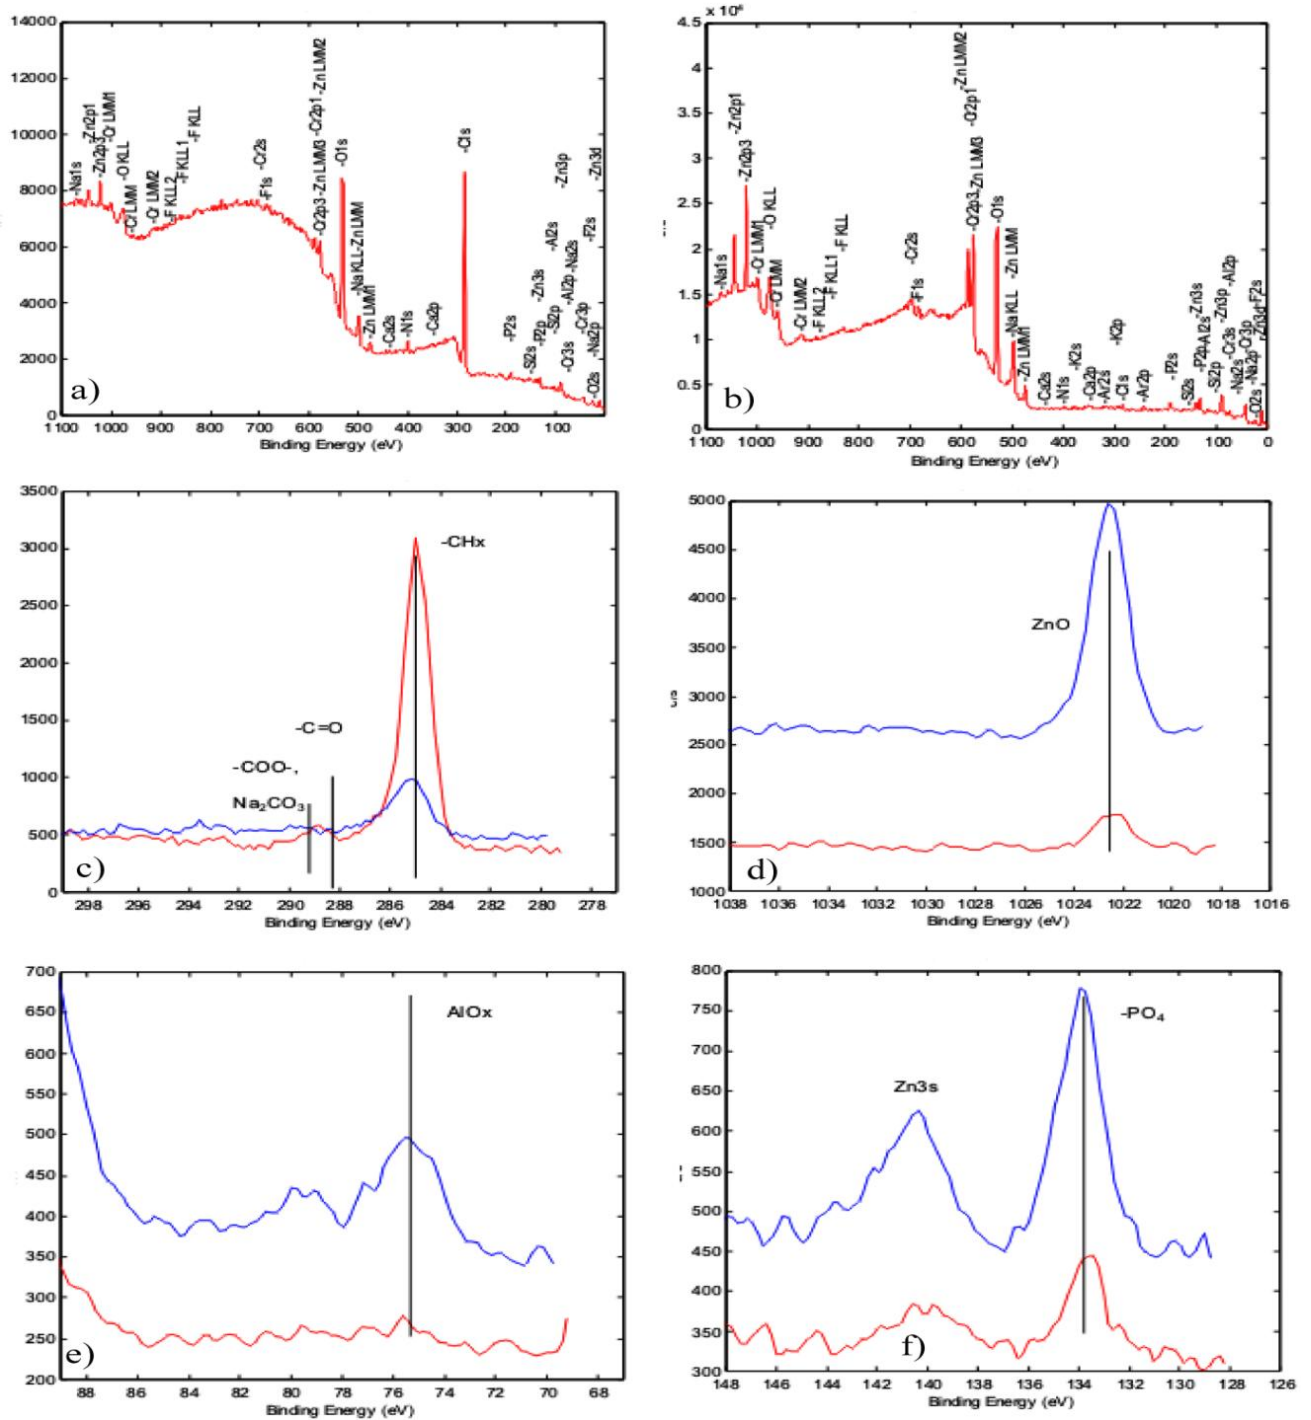 14000
12000
10000
8000
6000
4000
2000
0
-Na1s
-Zn2p1
-Zn2p3
-Cr LMM1
-O KLL
-Cr LMM
-Cr LMM2
-F KLL2
-F KLL1
-F KLL
-F1s
-Cr2s
-Cr2p3
-Zn LMM3
-Cr2p1
-Zn LMM2
-O1s
-Na KLL
-Zn LMM
-Zn LMM1
-Ca2s
-N1s
-Ca2p
-C1s
-P2s
-Si2s
-P2p
-Zn3s
-Si2p
-Al2s
-Zn3p
-Cr3s
-Al2p
-Na2s
-Cr3p
-Na2p
-O2s
-F2s
-Zn3d
a)
1100 1000 900 800 700 600 500 400 300 200 100 0
Binding Energy (eV)
4.5
4
3.5
3
2.5
2
1.5
1
0.5
0
-Na1s
-Zn2p1
-Zn2p3
-Cr LMM1
-O KLL
-Cr LMM
-Cr LMM2
-F KLL2
-F KLL1
-F KLL
-Cr2s
-F1s
-Zn LMM2
-Cr2p1
-Cr2p3
-Zn LMM3
-O1s
-Zn LMM
-Na KLL
-Zn LMM1
-Ca2s
-N1s
-K2s
-Ca2p
-Ar2s
-K2p
-C1s
-Ar2p
-P2s
-Si2s
-P2p
-Zn3s
-Al2s
-Si2p
-Zn3p
-Al2p
-Cr3s
-Na2s
-Cr3p
-Na2p
-O2s
-Zn3d
-F2s
b)
1100 1000 900 800 700 600 500 400 300 200 100 0
Binding Energy (eV)
3500
3000
2500
2000
1500
1000
500
0
-CHx
-C=O
-COO-,
Na₂CO₃
c)
298 296 294 292 290 288 286 284 282 280 278
Binding Energy (eV)
5000
4500
4000
3500
3000
2500
2000
1500
1000
ZnO
d)
1038 1036 1034 1032 1030 1028 1026 1024 1022 1020 1018 1016
Binding Energy (eV)
700
650
600
550
500
450
400
350
300
250
200
AlOx
e)
88 86 84 82 80 78 76 74 72 70 68
Binding Energy (eV)
800
750
700
650
600
550
500
450
400
350
300
-PO₄
Zn3s
f)
148 146 144 142 140 138 136 134 132 130 128 126
Binding Energy (eV)